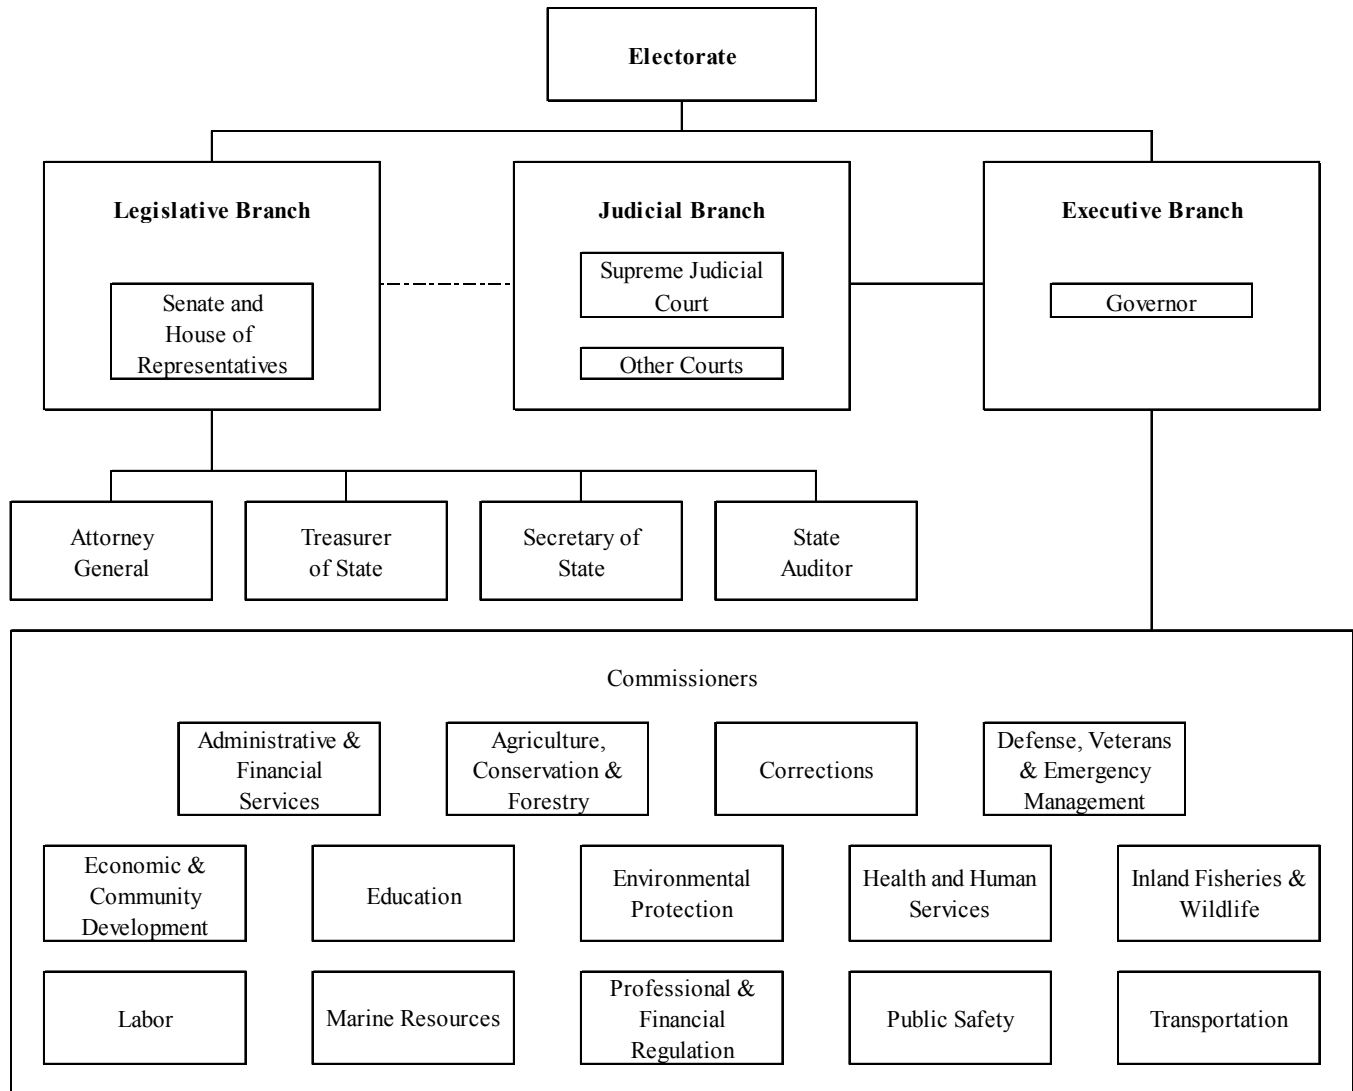 Electorate
Legislative Branch
Judicial Branch
Executive Branch
Senate and
House of
Representatives
Supreme Judicial
Court
Other Courts
Governor
Attorney
General
Treasurer
of State
Secretary of
State
State
Auditor
Commissioners
Administrative &
Financial
Services
Agriculture,
Conservation &
Forestry
Corrections
Defense, Veterans
& Emergency
Management
Economic &
Community
Development
Education
Environmental
Protection
Health and Human
Services
Inland Fisheries &
Wildlife
Labor
Marine Resources
Professional &
Financial
Regulation
Public Safety
Transportation